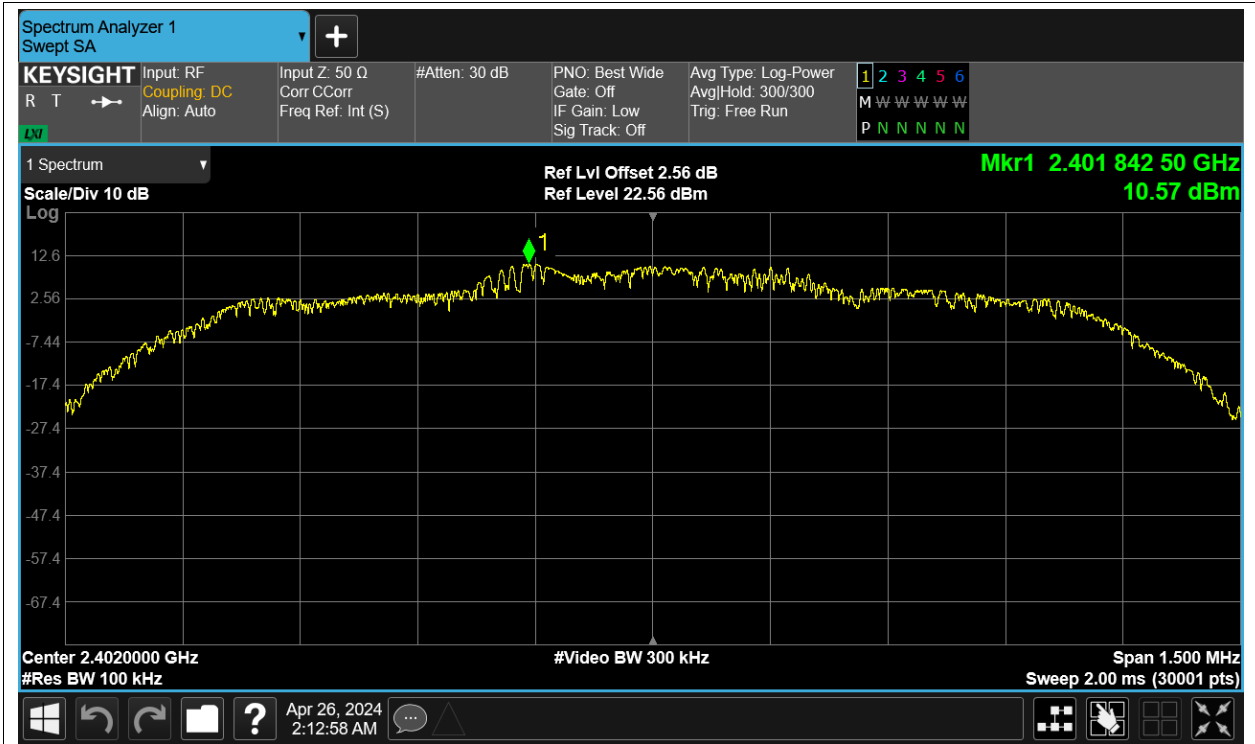 Spectrum Analyzer 1
Swept SA
KEYSIGHT
R T
LXI
Input: RF
Coupling: DC
Align: Auto
Input Z: 50 Ω
Corr CCorr
Freq Ref: Int (S)
#Atten: 30 dB
PNO: Best Wide
Gate: Off
IF Gain: Low
Sig Track: Off
Avg Type: Log-Power
Avg|Hold: 300/300
Trig: Free Run
1 2 3 4 5 6
M W W W W W
P N N N N N
1 Spectrum
Scale/Div 10 dB
Log
Ref Lvl Offset 2.56 dB
Ref Level 22.56 dBm
Mkr1 2.401 842 50 GHz
10.57 dBm
1
12.6
2.56
-7.44
-17.4
-27.4
-37.4
-47.4
-57.4
-67.4
Center 2.4020000 GHz
#Video BW 300 kHz
Span 1.500 MHz
#Res BW 100 kHz
Sweep 2.00 ms (30001 pts)
?
Apr 26, 2024
2:12:58 AM